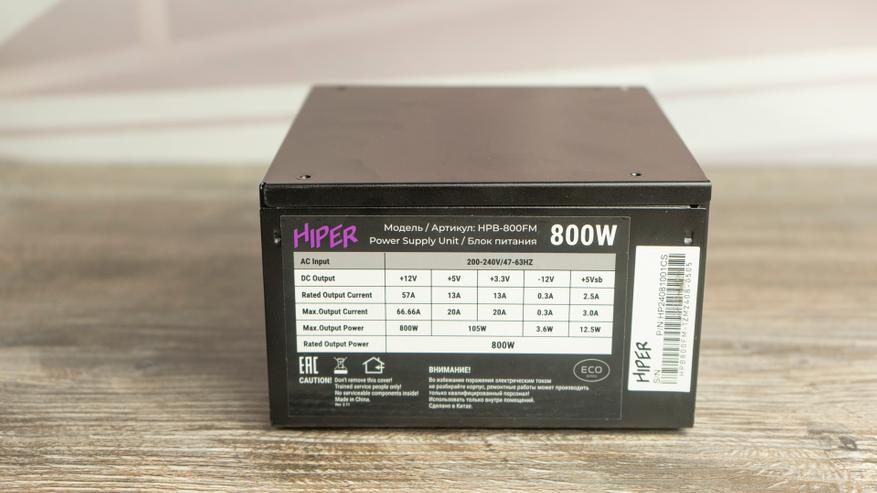 HIPER
Модель / Артикул: HPB-800FM
Power Supply Unit / Блок питания
800W
AC Input 200-240V/47-63HZ
DC Output +12V +5V +3.3V -12V +5Vsb
Rated Output Current 57A 13A 13A 0.3A 2.5A
Max.Output Current 66.66A 20A 20A 0.3A 3.0A
Max.Output Power 800W 105W 3.6W 12.5W
Rated Output Power 800W
EAC
CAUTION!
Don't remove this cover!
Trained service people only!
No serviceable components inside!
Made in China.
ВНИМАНИЕ!
Во избежание поражения электрическим током
не разбирайте корпус, ремонтные работы может производить
только квалифицированный персонал!
Использовать только внутри помещений.
Сделано в Китае.
ECO
HIPER
P/N HP24081001CS
S/N
HPB800FM-1ZM2408-0505